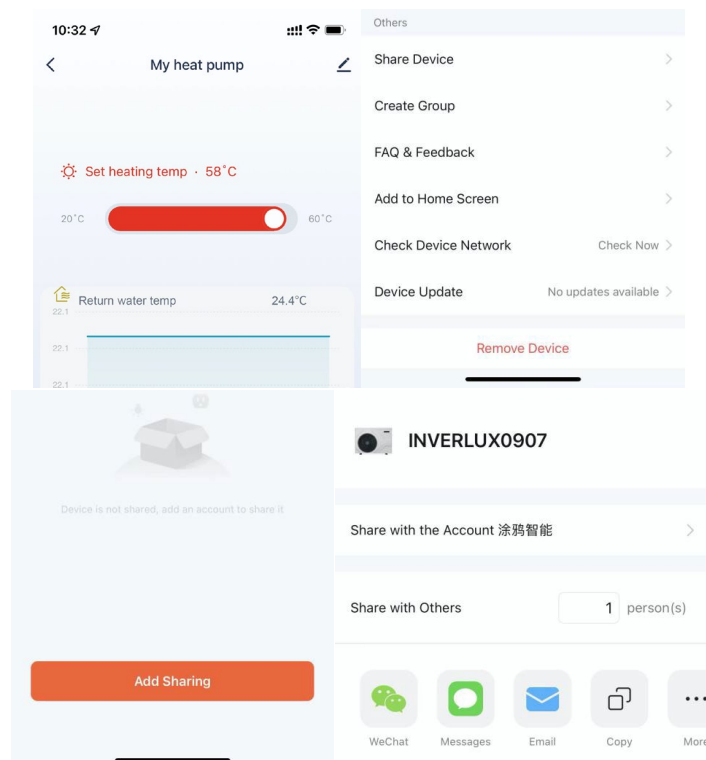 10:32
My heat pump
Set heating temp · 58°C
20°C
60°C
Return water temp 24.4°C
22.1
22.1
22.1
Others
Share Device
Create Group
FAQ & Feedback
Add to Home Screen
Check Device Network Check Now
Device Update No updates available
Remove Device
Device is not shared, add an account to share it
Add Sharing
INVERLUX0907
Share with the Account 涂鸦智能
Share with Others 1 person(s)
WeChat Messages Email Copy More